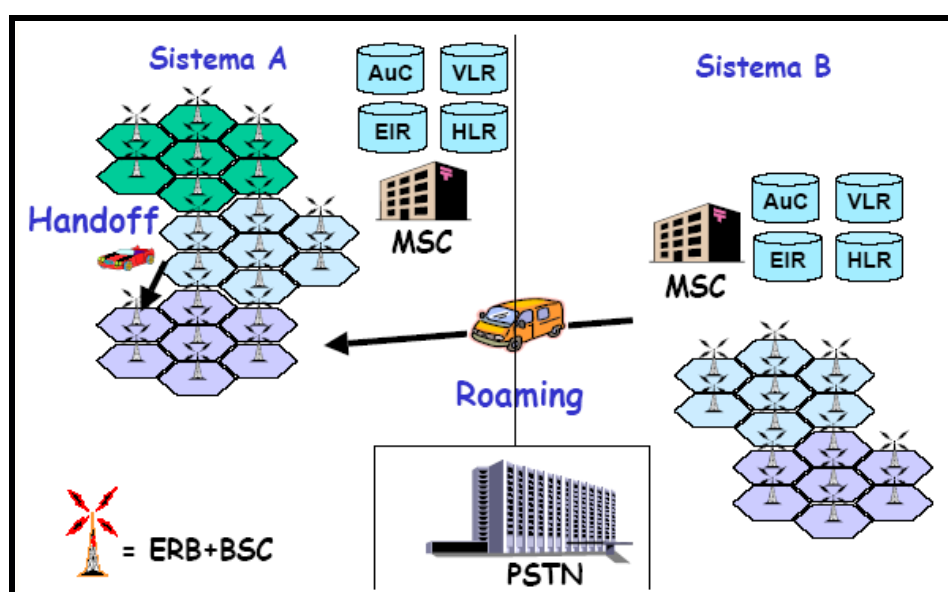 Sistema A
AuC
VLR
EIR
HLR
MSC
Sistema B
AuC
VLR
EIR
HLR
MSC
Handoff
Roaming
= ERB+BSC
PSTN